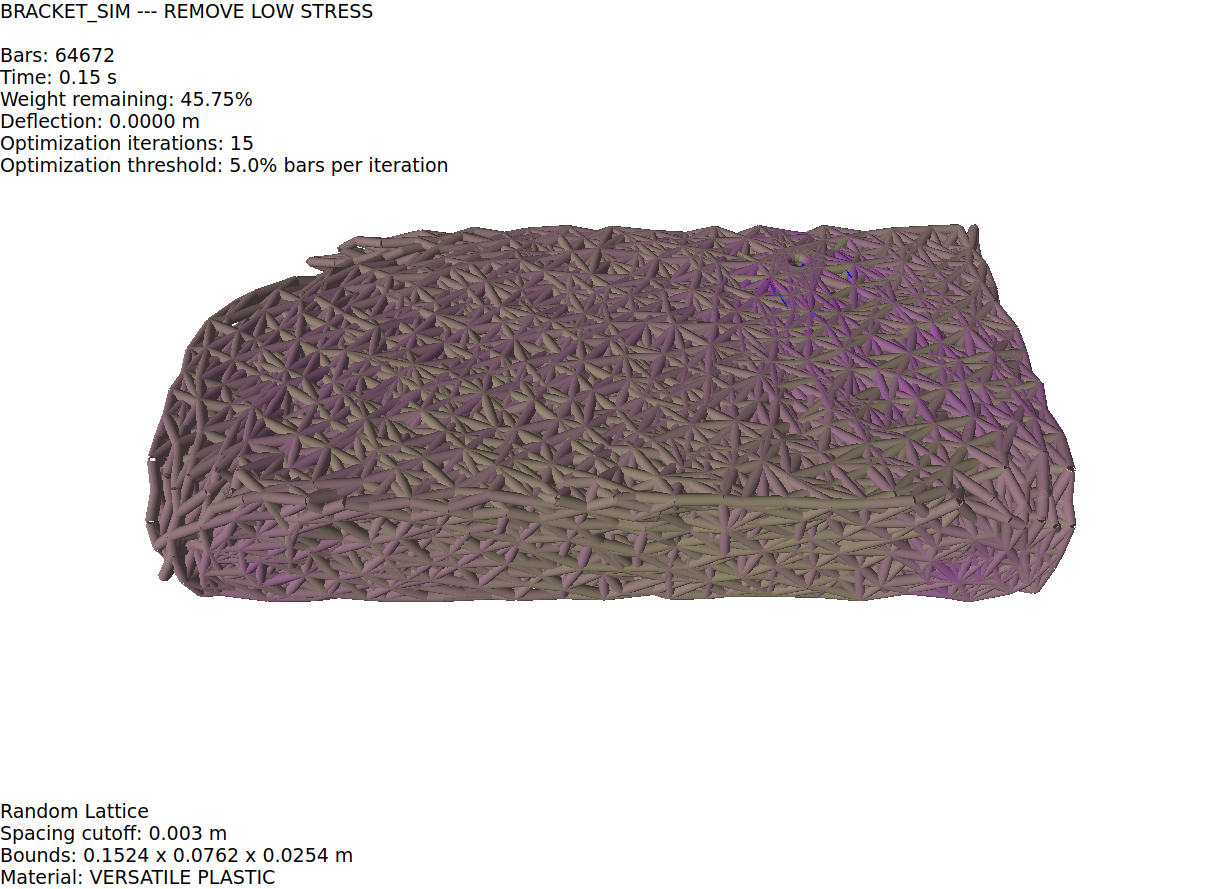 BRACKET_SIM --- REMOVE LOW STRESS
Bars: 64672
Time: 0.15 s
Weight remaining: 45.75%
Deflection: 0.0000 m
Optimization iterations: 15
Optimization threshold: 5.0% bars per iteration
Random Lattice
Spacing cutoff: 0.003 m
Bounds: 0.1524 x 0.0762 x 0.0254 m
Material: VERSATILE PLASTIC